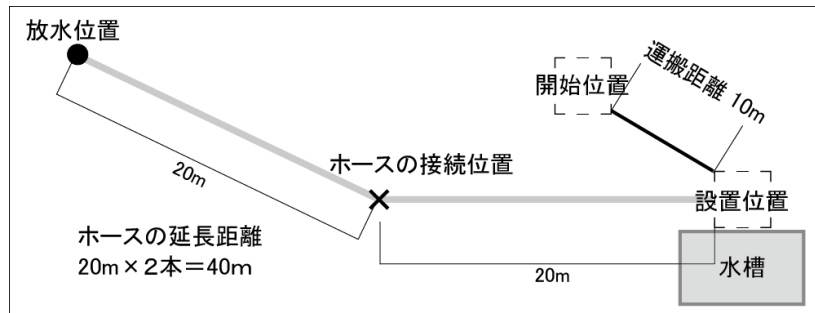 放水位置
開始位置
運搬距離 10m
20m
ホースの接続位置
設置位置
ホースの延長距離
20m×2本=40m
20m
水槽